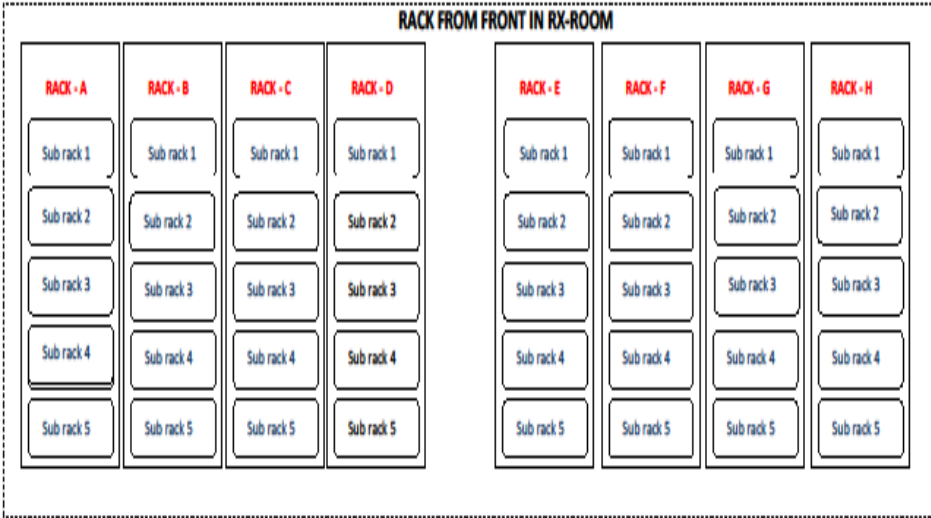 RACK FROM FRONT IN RX-ROOM
RACK - A RACK - B RACK - C RACK - D RACK - E RACK - F RACK - G RACK - H
Sub rack 1 Sub rack 1 Sub rack 1 Sub rack 1 Sub rack 1 Sub rack 1 Sub rack 1 Sub rack 1
Sub rack 2 Sub rack 2 Sub rack 2 Sub rack 2 Sub rack 2 Sub rack 2 Sub rack 2 Sub rack 2
Sub rack 3 Sub rack 3 Sub rack 3 Sub rack 3 Sub rack 3 Sub rack 3 Sub rack 3 Sub rack 3
Sub rack 4 Sub rack 4 Sub rack 4 Sub rack 4 Sub rack 4 Sub rack 4 Sub rack 4 Sub rack 4
Sub rack 5 Sub rack 5 Sub rack 5 Sub rack 5 Sub rack 5 Sub rack 5 Sub rack 5 Sub rack 5